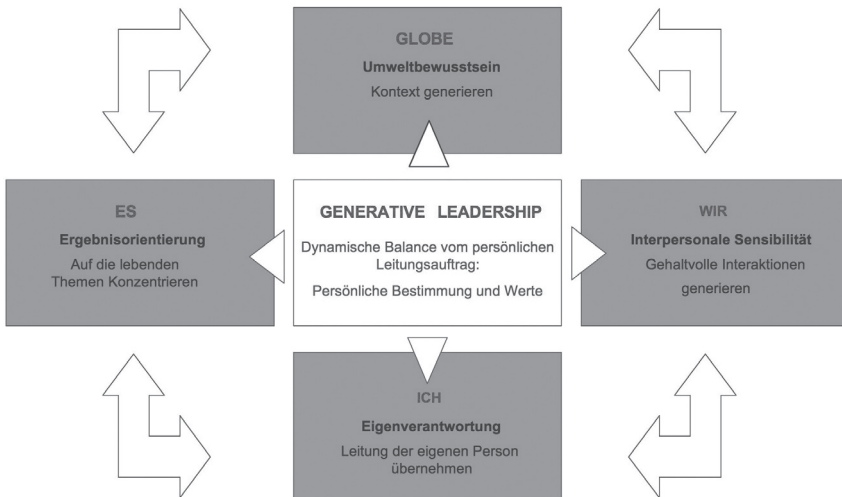 GLOBE
Umweltbewusstsein
Kontext generieren
ES
Ergebnisorientierung
Auf die lebenden
Themen Konzentrieren
GENERATIVE LEADERSHIP
Dynamische Balance vom persönlichen
Leitungsauftrag:
Persönliche Bestimmung und Werte
WIR
Interpersonale Sensibilität
Gehaltvolle Interaktionen
generieren
ICH
Eigenverantwortung
Leitung der eigenen Person
übernehmen